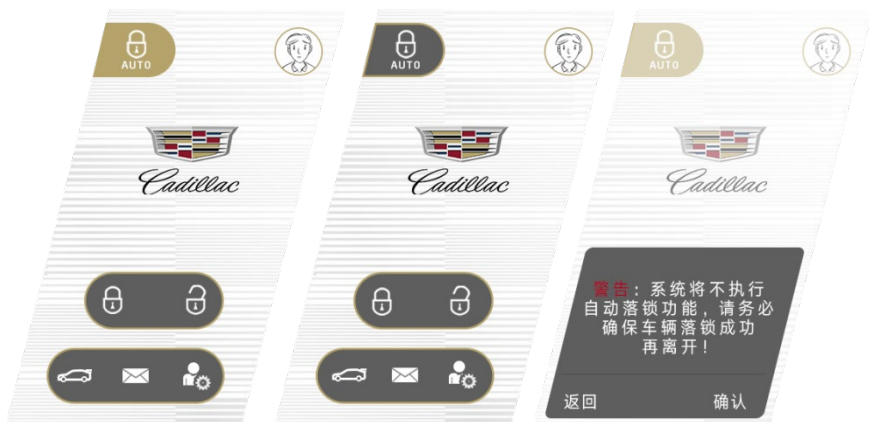 AUTO
Cadillac
AUTO
Cadillac
AUTO
Cadillac
警告：系统将不执行
自动落锁功能，请务必
确保车辆落锁成功
再离开！
返回
确认